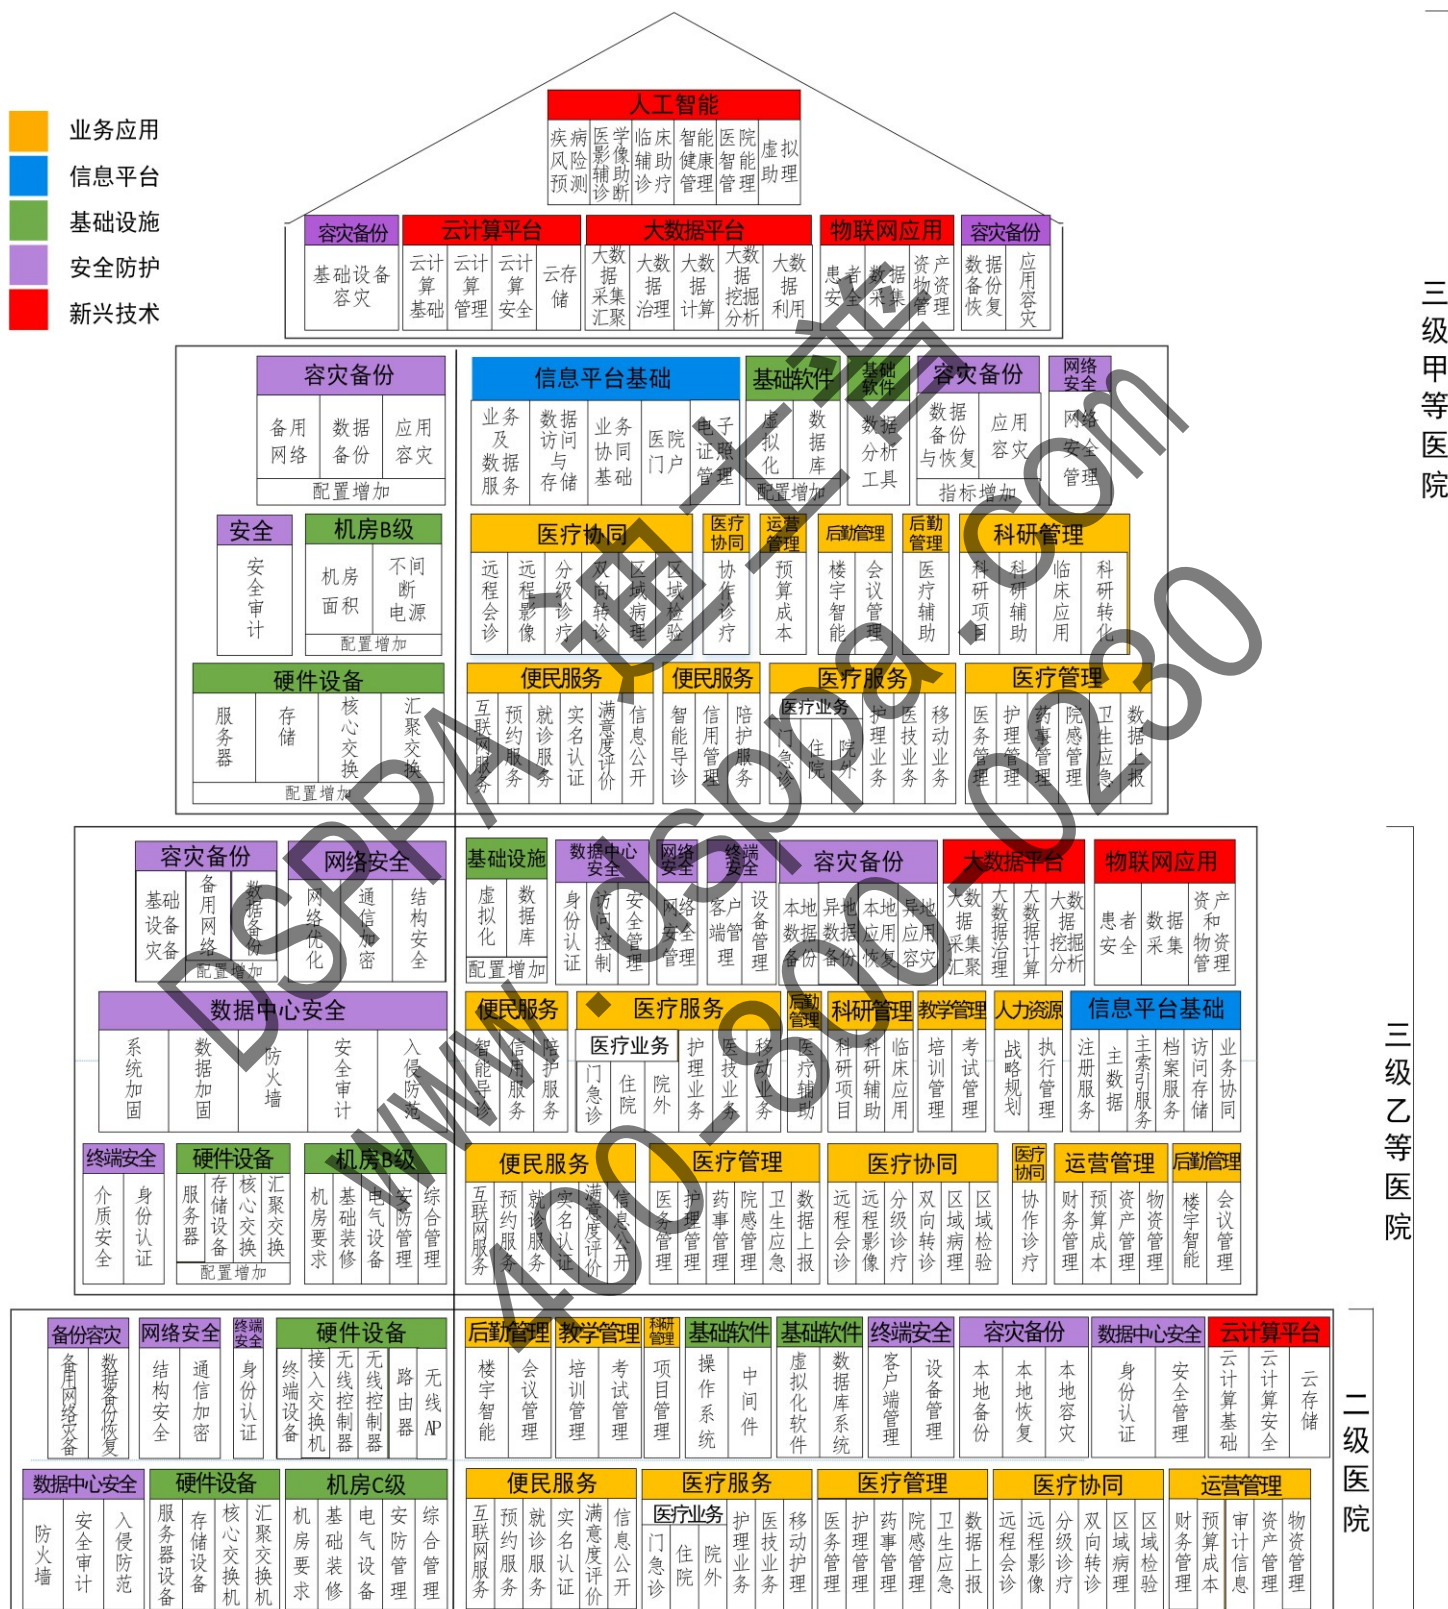 人工智能
疾病风险预测 医学影像辅助诊断 临床辅助诊疗 智能健康管理 医院智能管理 虚拟助理
业务应用
信息平台
基础设施
安全防护
新兴技术
容灾备份 云计算平台 大数据平台 物联网应用 容灾备份
基础设备容灾 云计算基础 云计算管理 云计算安全 云存储 大数据采集汇聚 大数据治理 大数据计算 大数据挖掘分析 大数据利用 患者安全 数据采集 资产物资管理 数据备份恢复 应用容灾
三级甲等医院
容灾备份 信息平台基础 基础软件 基础软件 容灾备份 网络安全
备用网络 数据备份 应用容灾 业务及数据服务 数据访问与存储 业务协同基础 医院门户 电子证照管理 虚拟化 数据库 数据分析工具 数据备份与恢复 应用容灾 网络安全管理
配置增加 配置增加 指标增加
安全 机房B级 医疗协同 医疗协同 运营管理 后勤管理 后勤管理 科研管理
安全审计 机房面积 不间断电源 远程会诊 远程影像 分级诊疗 双向转诊 区域病理 区域检验 协作诊疗 预算成本 楼宇智能 会议管理 医疗辅助 科研项目 科研辅助 临床应用 科研转化
配置增加
硬件设备 便民服务 便民服务 医疗服务 医疗管理
医疗业务
服务器 存储 核心交换 汇聚交换 互联网服务 预约服务 就诊服务 实名认证 满意度评价 信息公开 智能导诊 信用管理 陪护服务 门急诊 住院 院外 护理业务 医技业务 移动业务 医务管理 护理管理 药事管理 院感管理 卫生应急 数据上报
配置增加
容灾备份 网络安全 基础设施 数据中心安全 网络安全 终端安全 容灾备份 大数据平台 物联网应用
基础设备灾备 备用网络 数据备份 网络优化 通信加密 结构安全 虚拟化 数据库 身份认证 访问控制 安全管理 网络安全管理 客户端管理 设备管理 本地数据备份 异地数据备份 本地应用恢复 异地应用容灾 大数据采集汇聚 大数据治理 大数据计算 大数据挖掘分析 患者安全 数据采集 资产和物资管理
配置增加 配置增加
三级乙等医院
数据中心安全 便民服务 医疗服务 后勤管理 科研管理 教学管理 人力资源 信息平台基础
医疗业务
系统加固 数据加固 防火墙 安全审计 入侵防范 智能导诊 信用服务 陪护服务 门急诊 住院 院外 护理业务 医技业务 移动业务 医疗辅助 科研项目 科研辅助 临床应用 培训管理 考试管理 战略规划 执行管理 注册服务 主数据 主索引服务 档案服务 访问存储 业务协同
终端安全 硬件设备 机房B级 便民服务 医疗管理 医疗协同 医疗协同 运营管理 后勤管理
介质安全 身份认证 服务器 存储设备 核心交换 汇聚交换 机房要求 基础装修 电气设备 安防管理 综合管理 互联网服务 预约服务 就诊服务 实名认证 满意度评价 信息公开 医务管理 护理管理 药事管理 院感管理 卫生应急 数据上报 远程会诊 远程影像 分级诊疗 双向转诊 区域病理 区域检验 协作诊疗 财务管理 预算成本 资产管理 物资管理 楼宇智能 会议管理
配置增加
备份容灾 网络安全 终端安全 硬件设备 后勤管理 教学管理 科研管理 基础软件 基础软件 终端安全 容灾备份 数据中心安全 云计算平台
备用网络灾备 数据备份恢复 结构安全 通信加密 身份认证 终端设备 接入交换机 无线控制器 无线控制器 路由器 无线AP 楼宇智能 会议管理 培训管理 考试管理 项目管理 操作系统 中间件 虚拟化软件 数据库系统 客户端管理 设备管理 本地备份 本地恢复 本地容灾 身份认证 安全管理 云计算基础 云计算安全 云存储
二级医院
数据中心安全 硬件设备 机房C级 便民服务 医疗服务 医疗管理 医疗协同 运营管理
医疗业务
防火墙 安全审计 入侵防范 服务器设备 存储设备 核心交换机 汇聚交换机 机房要求 基础装修 电气设备 安防管理 综合管理 互联网服务 预约服务 就诊服务 实名认证 满意度评价 信息公开 门急诊 住院 院外 护理业务 医技业务 移动护理 医务管理 护理管理 药事管理 院感管理 卫生应急 数据上报 远程会诊 远程影像 分级诊疗 双向转诊 区域病理 区域检验 财务管理 预算成本 审计信息 资产管理 物资管理
DSPPA 迪士普
www.dsppa.com
400-800-0230